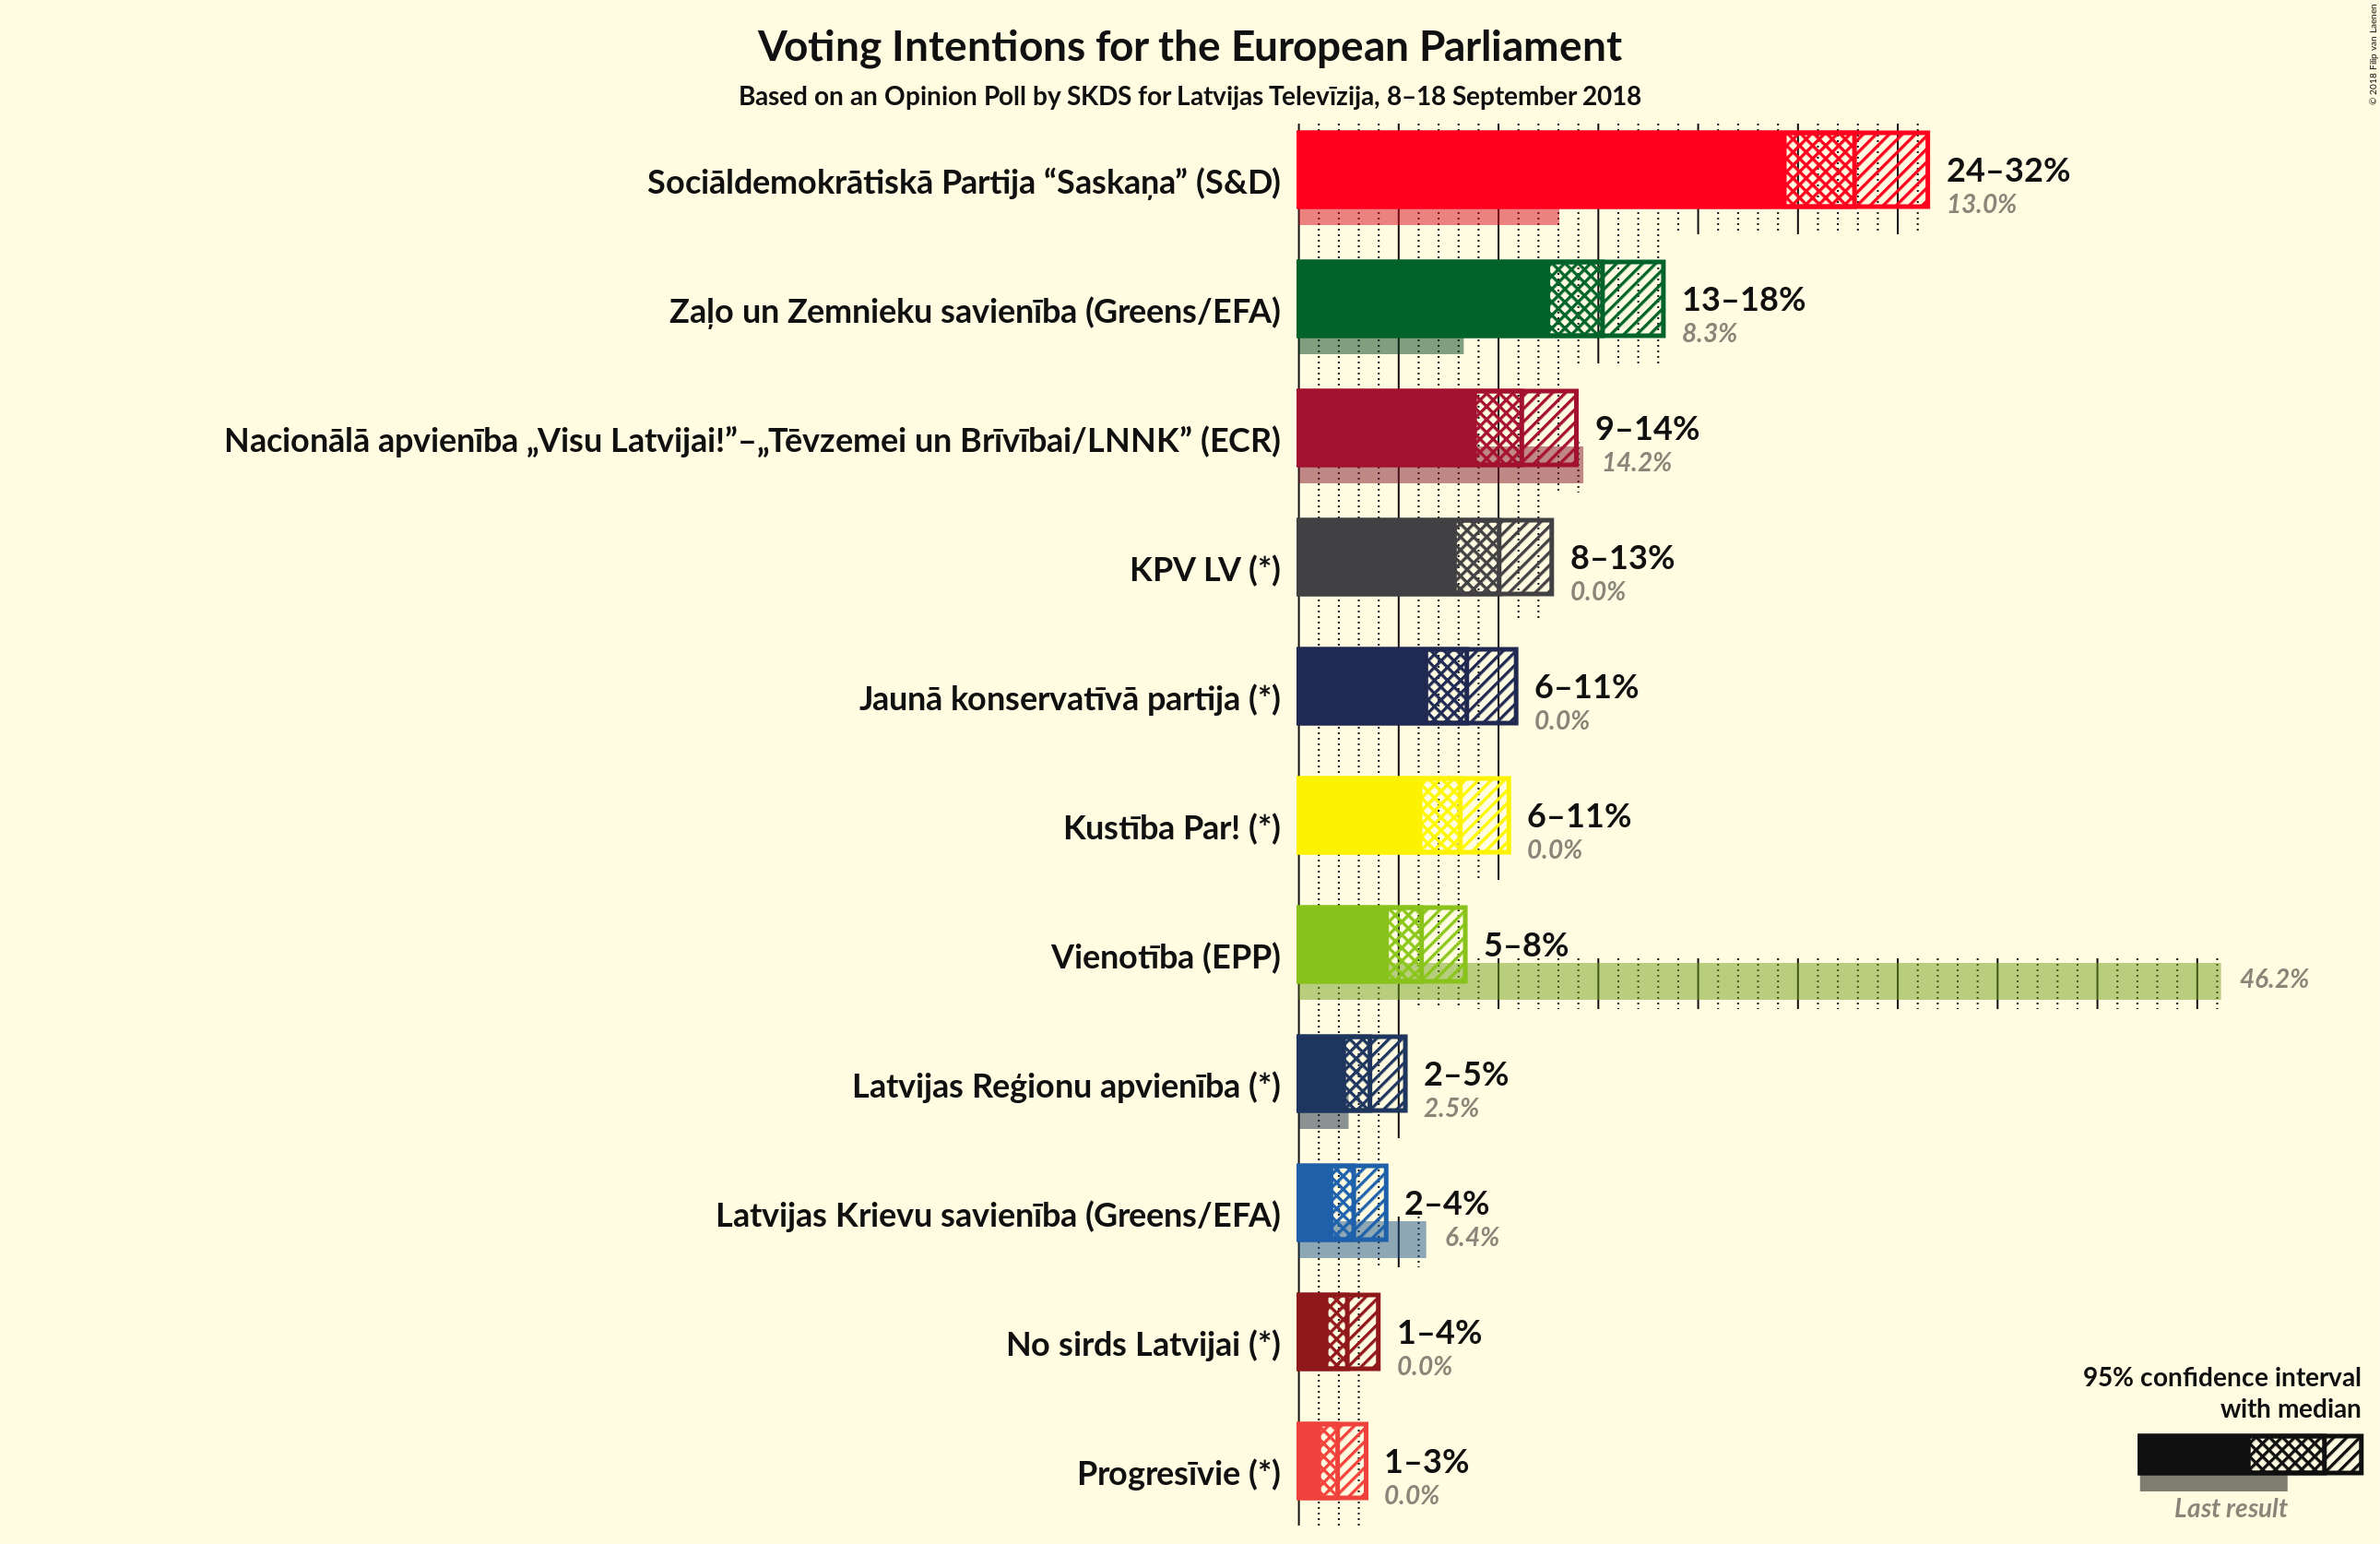 Voting Intentions for the European Parliament
Based on an Opinion Poll by SKDS for Latvijas Televīzija, 8–18 September 2018
© 2018 Filip van Laenen
Sociāldemokrātiskā Partija “Saskaņa” (S&D)
24–32%
13.0%
Zaļo un Zemnieku savienība (Greens/EFA)
13–18%
8.3%
Nacionālā apvienība „Visu Latvijai!”–„Tēvzemei un Brīvībai/LNNK” (ECR)
9–14%
14.2%
KPV LV (*)
8–13%
0.0%
Jaunā konservatīvā partija (*)
6–11%
0.0%
Kustība Par! (*)
6–11%
0.0%
Vienotība (EPP)
5–8%
46.2%
Latvijas Reģionu apvienība (*)
2–5%
2.5%
Latvijas Krievu savienība (Greens/EFA)
2–4%
6.4%
No sirds Latvijai (*)
1–4%
0.0%
Progresīvie (*)
1–3%
0.0%
95% confidence interval
with median
Last result